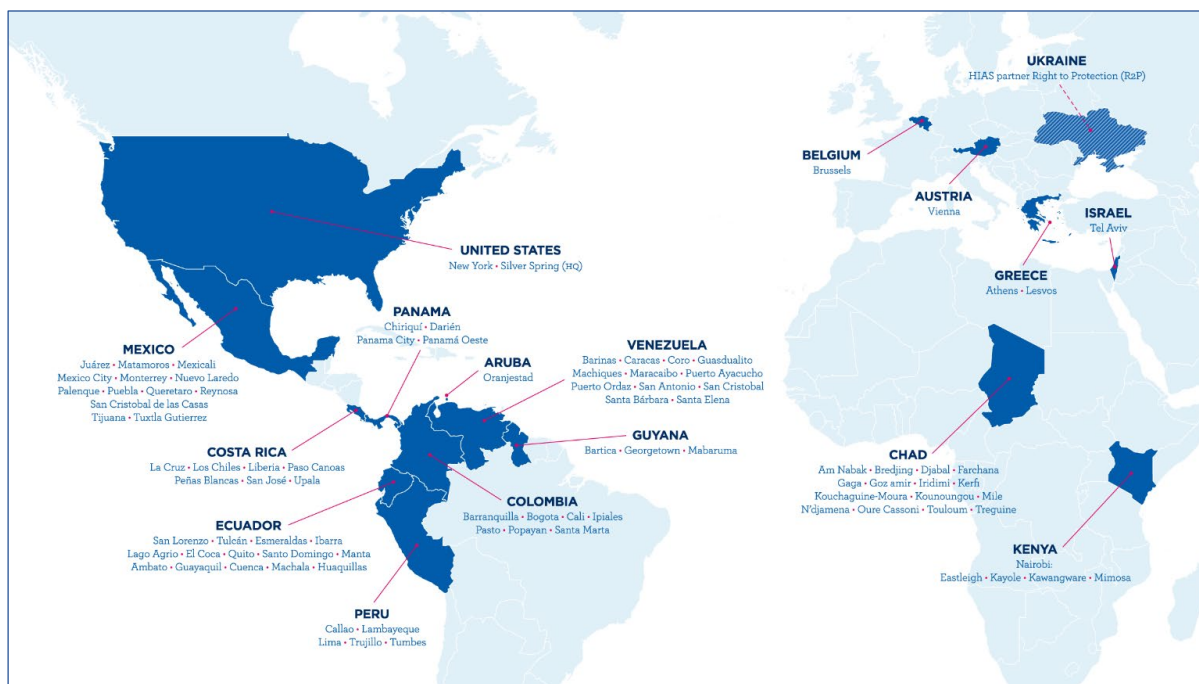 UKRAINE
HIAS partner Right to Protection (R2P)
BELGIUM
Brussels
AUSTRIA
Vienna
ISRAEL
Tel Aviv
GREECE
Athens • Lesvos
UNITED STATES
New York • Silver Spring (HQ)
PANAMA
Chiriquí • Darién
Panama City • Panamá Oeste
MEXICO
Juárez • Matamoros • Mexicali
Mexico City • Monterrey • Nuevo Laredo
Palenque • Puebla • Queretaro • Reynosa
San Cristobal de las Casas
Tijuana • Tuxtla Gutierrez
ARUBA
Oranjestad
VENEZUELA
Barinas • Caracas • Coro • Guasdualito
Machiques • Maracaibo • Puerto Ayacucho
Puerto Ordaz • San Antonio • San Cristobal
Santa Bárbara • Santa Elena
GUYANA
Bartica • Georgetown • Mabaruma
COSTA RICA
La Cruz • Los Chiles • Liberia • Paso Canoas
Peñas Blancas • San José • Upala
COLOMBIA
Barranquilla • Bogota • Cali • Ipiales
Pasto • Popayan • Santa Marta
ECUADOR
San Lorenzo • Tulcán • Esmeraldas • Ibarra
Lago Agrio • El Coca • Quito • Santo Domingo • Manta
Ambato • Guayaquil • Cuenca • Machala • Huaquillas
PERU
Callao • Lambayeque
Lima • Trujillo • Tumbes
CHAD
Am Nabak • Bredjing • Djabal • Farchana
Gaga • Goz amir • Iridimi • Kerfi
Kouchaguine-Moura • Kounoungou • Mile
N'djamena • Oure Cassoni • Touloum • Treguine
KENYA
Nairobi:
Eastleigh • Kayole • Kawangware • Mimosa